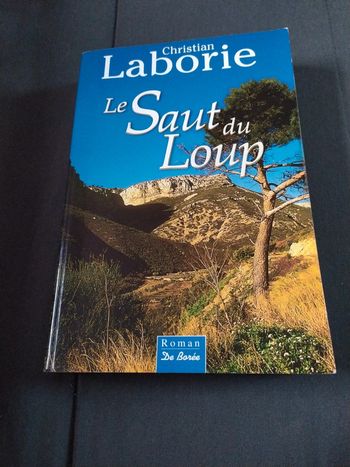 Christian
Laborie
Le Saut du
Loup
Roman
De Borée